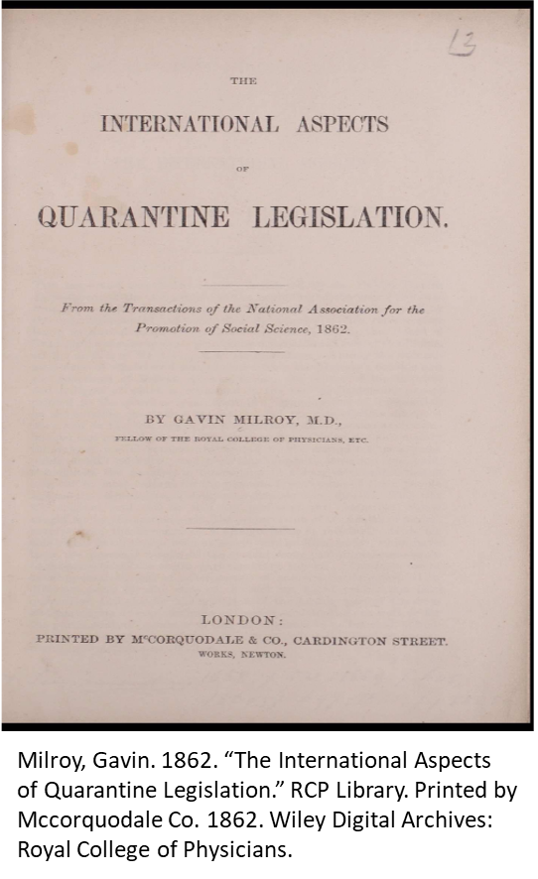 13
THE
INTERNATIONAL ASPECTS
OF
QUARANTINE LEGISLATION.
From the Transactions of the National Association for the
Promotion of Social Science, 1862.
BY GAVIN MILROY, M.D.,
FELLOW OF THE ROYAL COLLEGE OF PHYSICIANS, ETC.
LONDON:
PRINTED BY MᶜCORQUODALE & CO., CARDINGTON STREET.
WORKS, NEWTON.
Milroy, Gavin. 1862. “The International Aspects
of Quarantine Legislation.” RCP Library. Printed by
Mccorquodale Co. 1862. Wiley Digital Archives:
Royal College of Physicians.